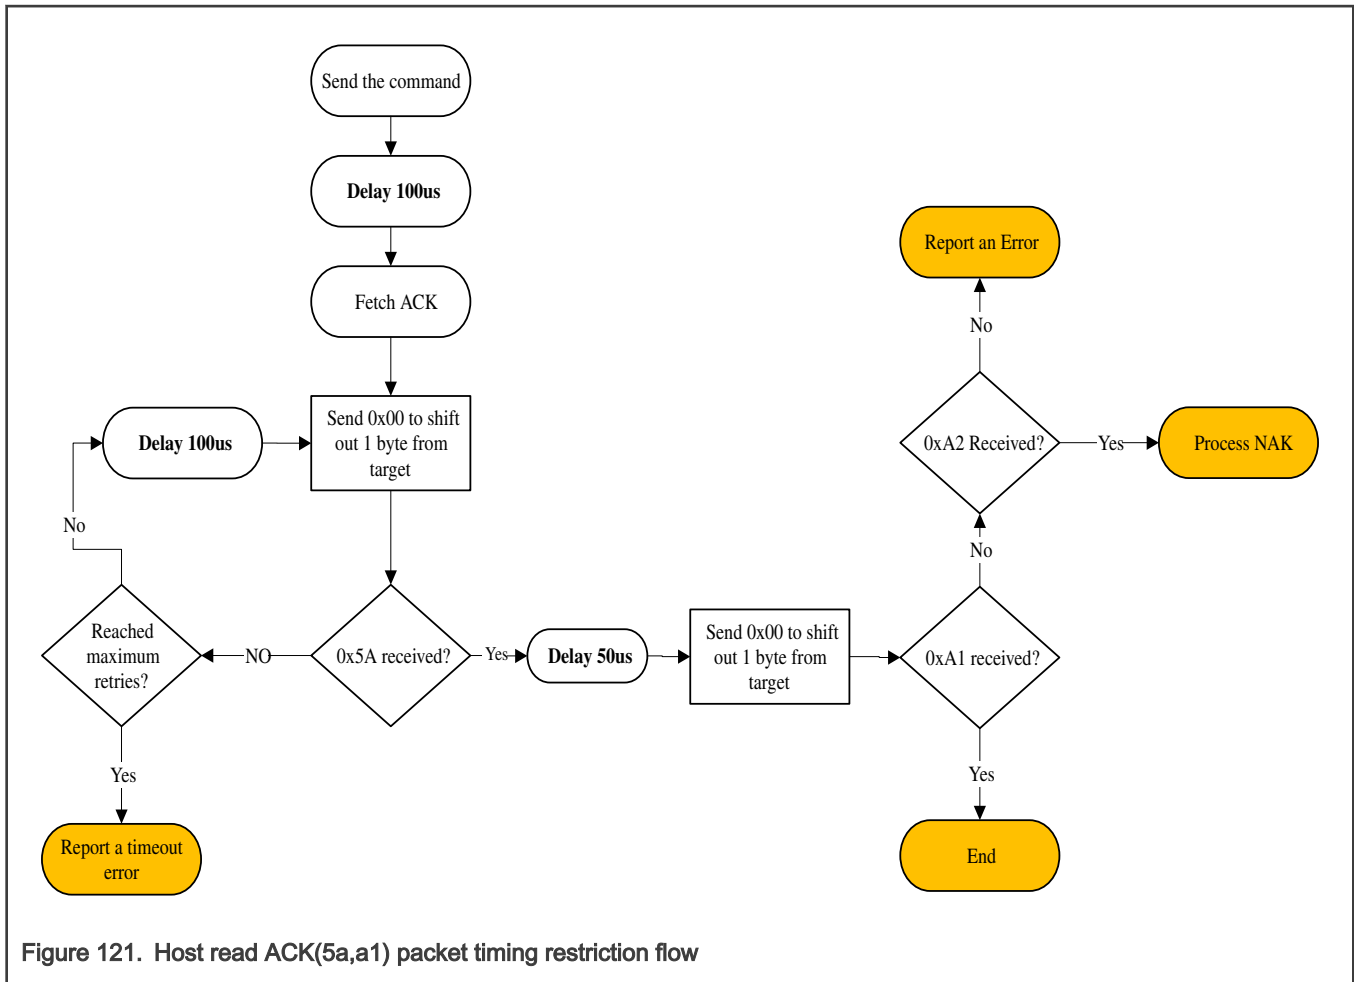 Send the command
Delay 100us
Fetch ACK
Send 0x00 to shift
out 1 byte from
target
Delay 100us
No
Reached
maximum
retries?
NO
0x5A received?
Yes
Delay 50us
Send 0x00 to shift
out 1 byte from
target
0xA1 received?
No
0xA2 Received?
Yes
Process NAK
No
Report an Error
Yes
End
Yes
Report a timeout
error
Figure 121. Host read ACK(5a,a1) packet timing restriction flow